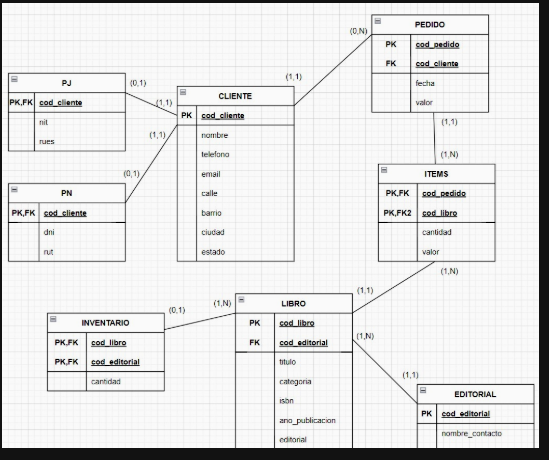 PEDIDO
PK cod_pedido
FK cod_cliente
fecha
valor
(0,N)
(1,1)
PJ
PK,FK cod_cliente
nit
rues
(0,1)
(1,1)
CLIENTE
PK cod_cliente
nombre
telefono
email
calle
barrio
ciudad
estado
(1,1)
(0,1)
PN
PK,FK cod_cliente
dni
rut
(1,1)
(1,N)
ITEMS
PK,FK cod_pedido
PK,FK2 cod_libro
cantidad
valor
(1,N)
(1,1)
LIBRO
PK cod_libro
FK cod_editorial
titulo
categoria
isbn
ano_publicacion
editorial
(0,1)
(1,N)
INVENTARIO
PK,FK cod_libro
PK,FK cod_editorial
cantidad
(1,N)
(1,1)
EDITORIAL
PK cod_editorial
nombre_contacto